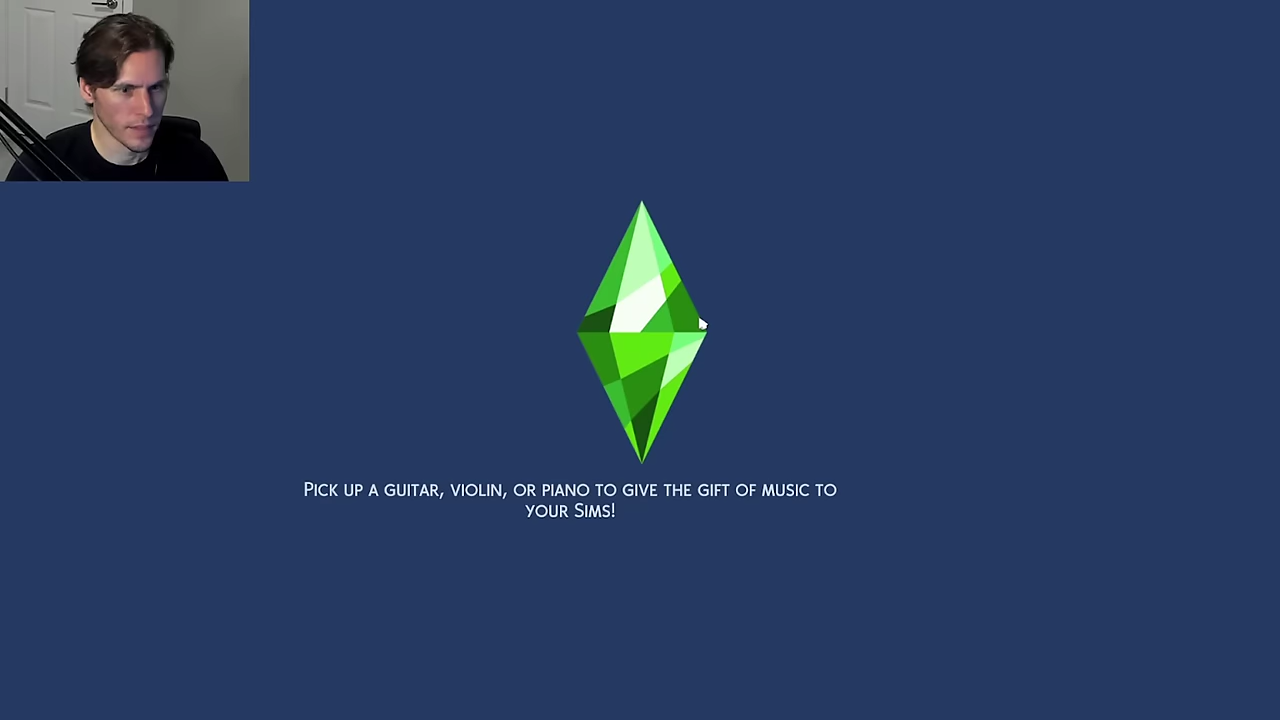 Pick up a guitar, violin, or piano to give the gift of music to
your Sims!